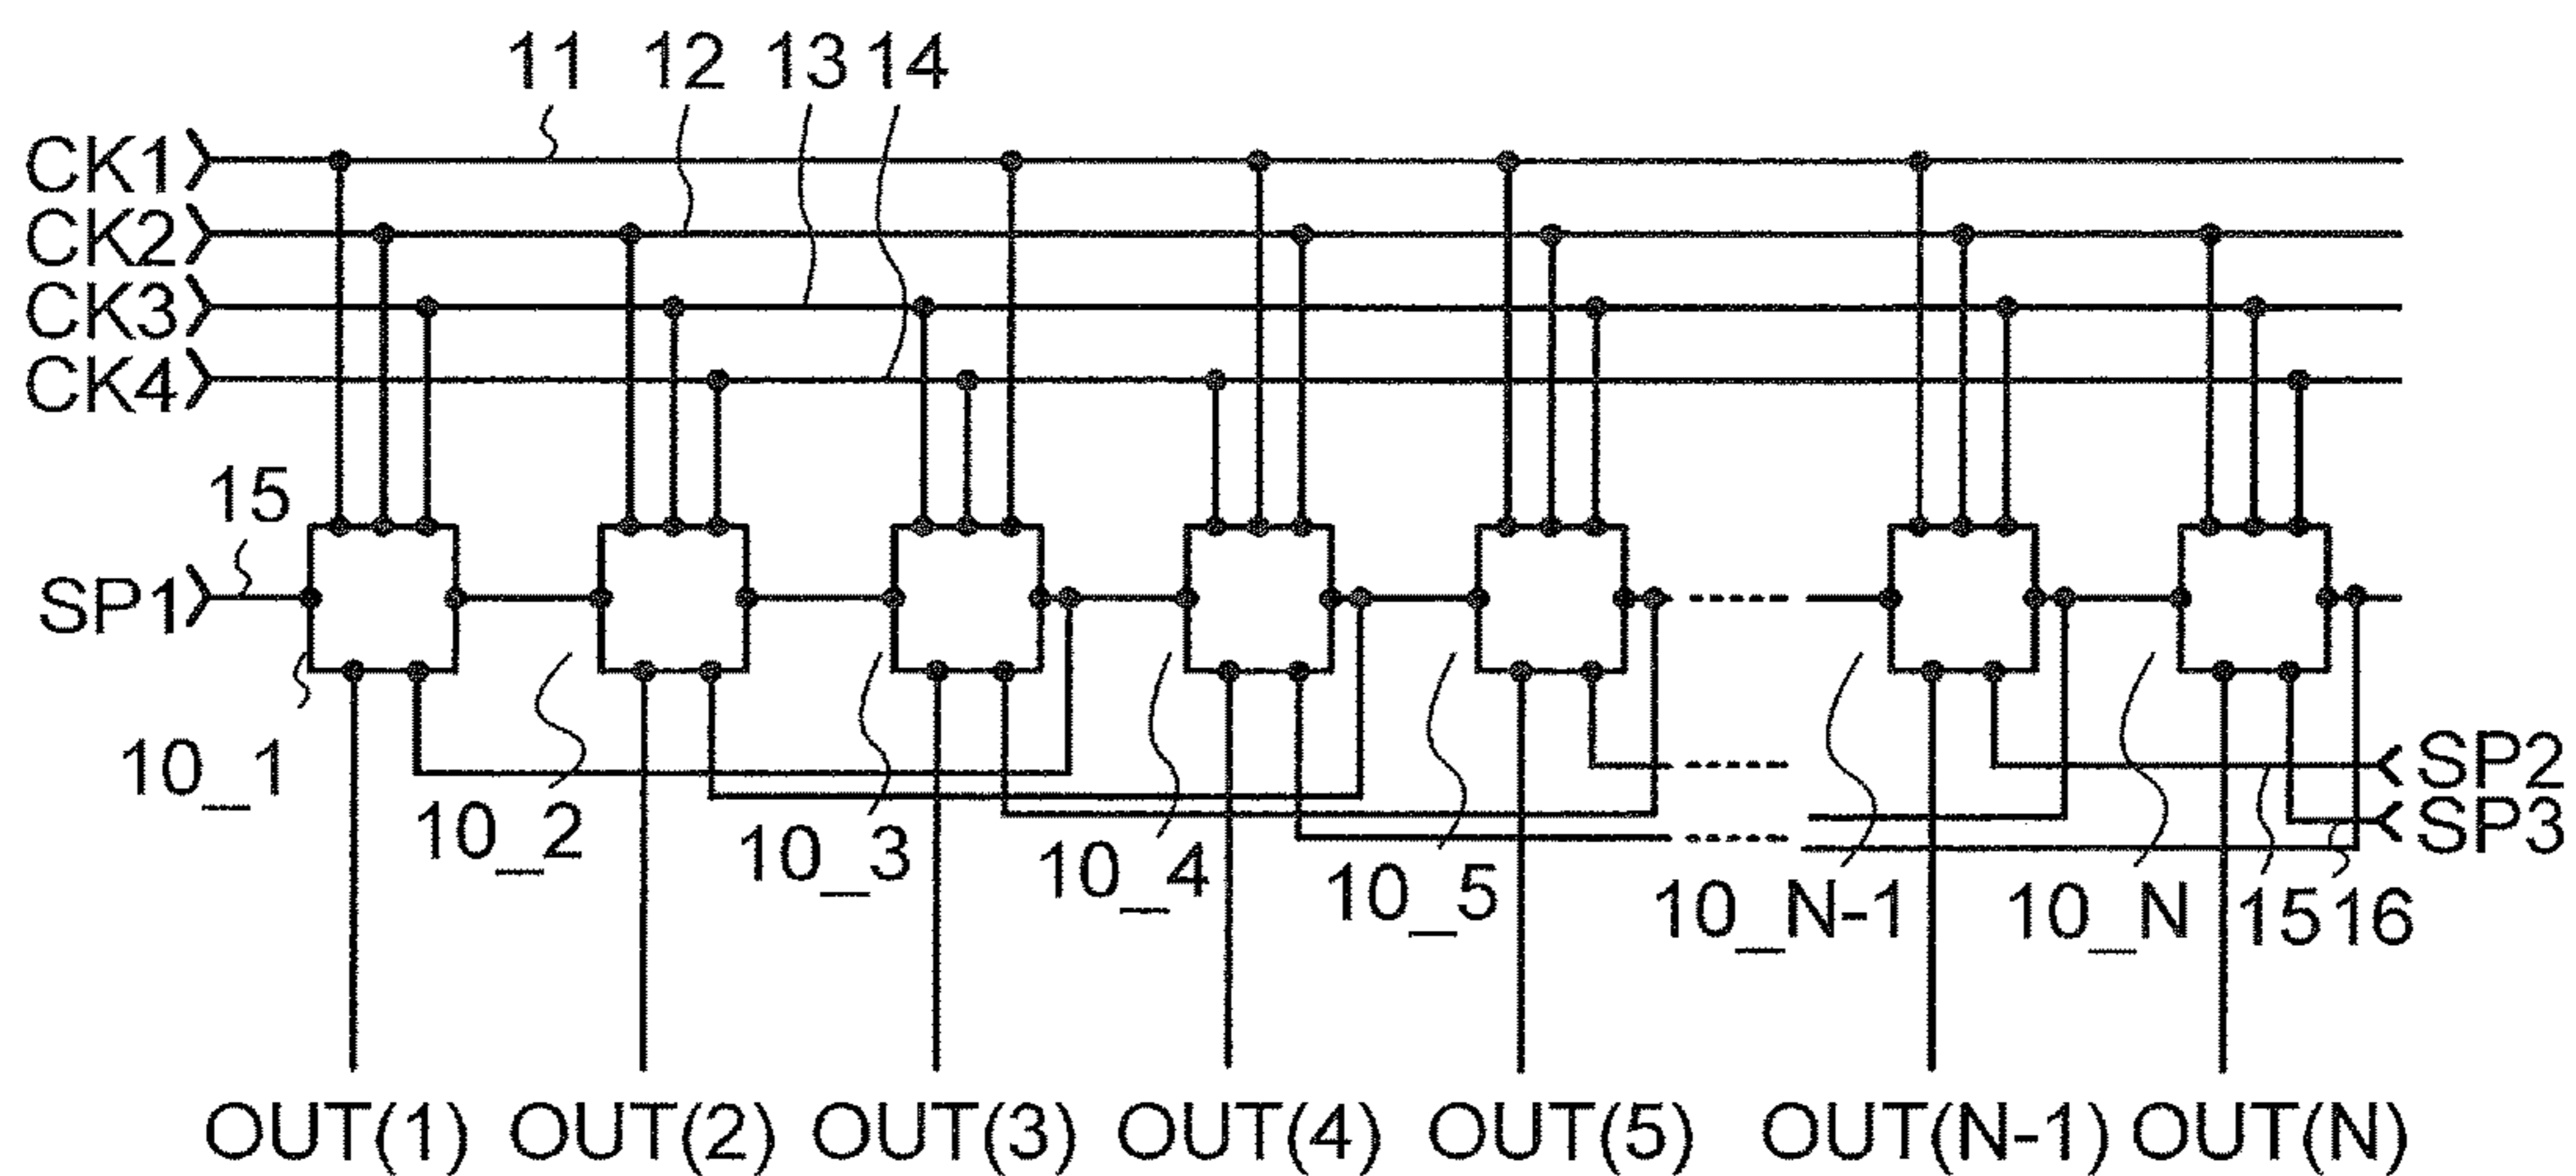 11 12 13 14
CK1
CK2
CK3
CK4
15
SP1
10_1
10_2
10_3
10_4
10_5
10_N-1
10_N
15 16
SP2
SP3
OUT(1) OUT(2) OUT(3) OUT(4) OUT(5) OUT(N-1) OUT(N)